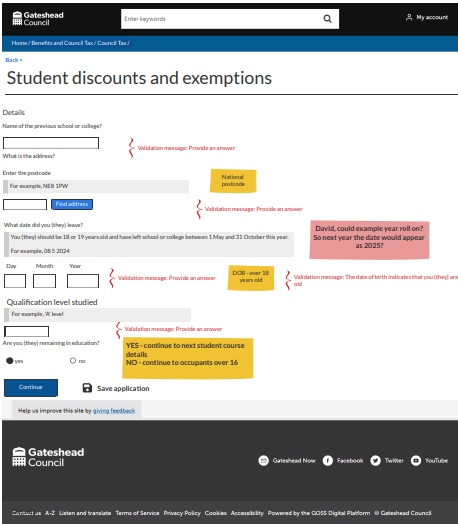 Gateshead
Council
Enter keywords
My account
Home / Benefits and Council Tax / Council Tax /
Back
Student discounts and exemptions
Details
Name of the previous school or college?
Validation message: Provide an answer
What is the address?
Enter the postcode
For example, NE8 1PW
National
postcode
Find address
Validation message: Provide an answer
What date did you (they) leave?
You (they) should be 18 or 19 years old and have left school or college between 1 May and 31 October this year.
For example, 08 5 2024
David, could example year roll on?
So next year the date would appear
as 2025?
Day Month Year
Validation message: Provide an answer
DOB - over 18
years old
Validation message: The date of birth indicates that you (they) are
old
Qualification level studied
For example, 'A' level
Validation message: Provide an answer
Are you (they) remaining in education?
yes
no
YES - continue to next student course
details
NO - continue to occupants over 16
Continue
Save application
Help us improve this site by giving feedback
Gateshead
Council
Gateshead Now Facebook Twitter YouTube
Contact us A-Z Listen and translate Terms of Service Privacy Policy Cookies Accessibility Powered by the GOSS Digital Platform © Gateshead Council